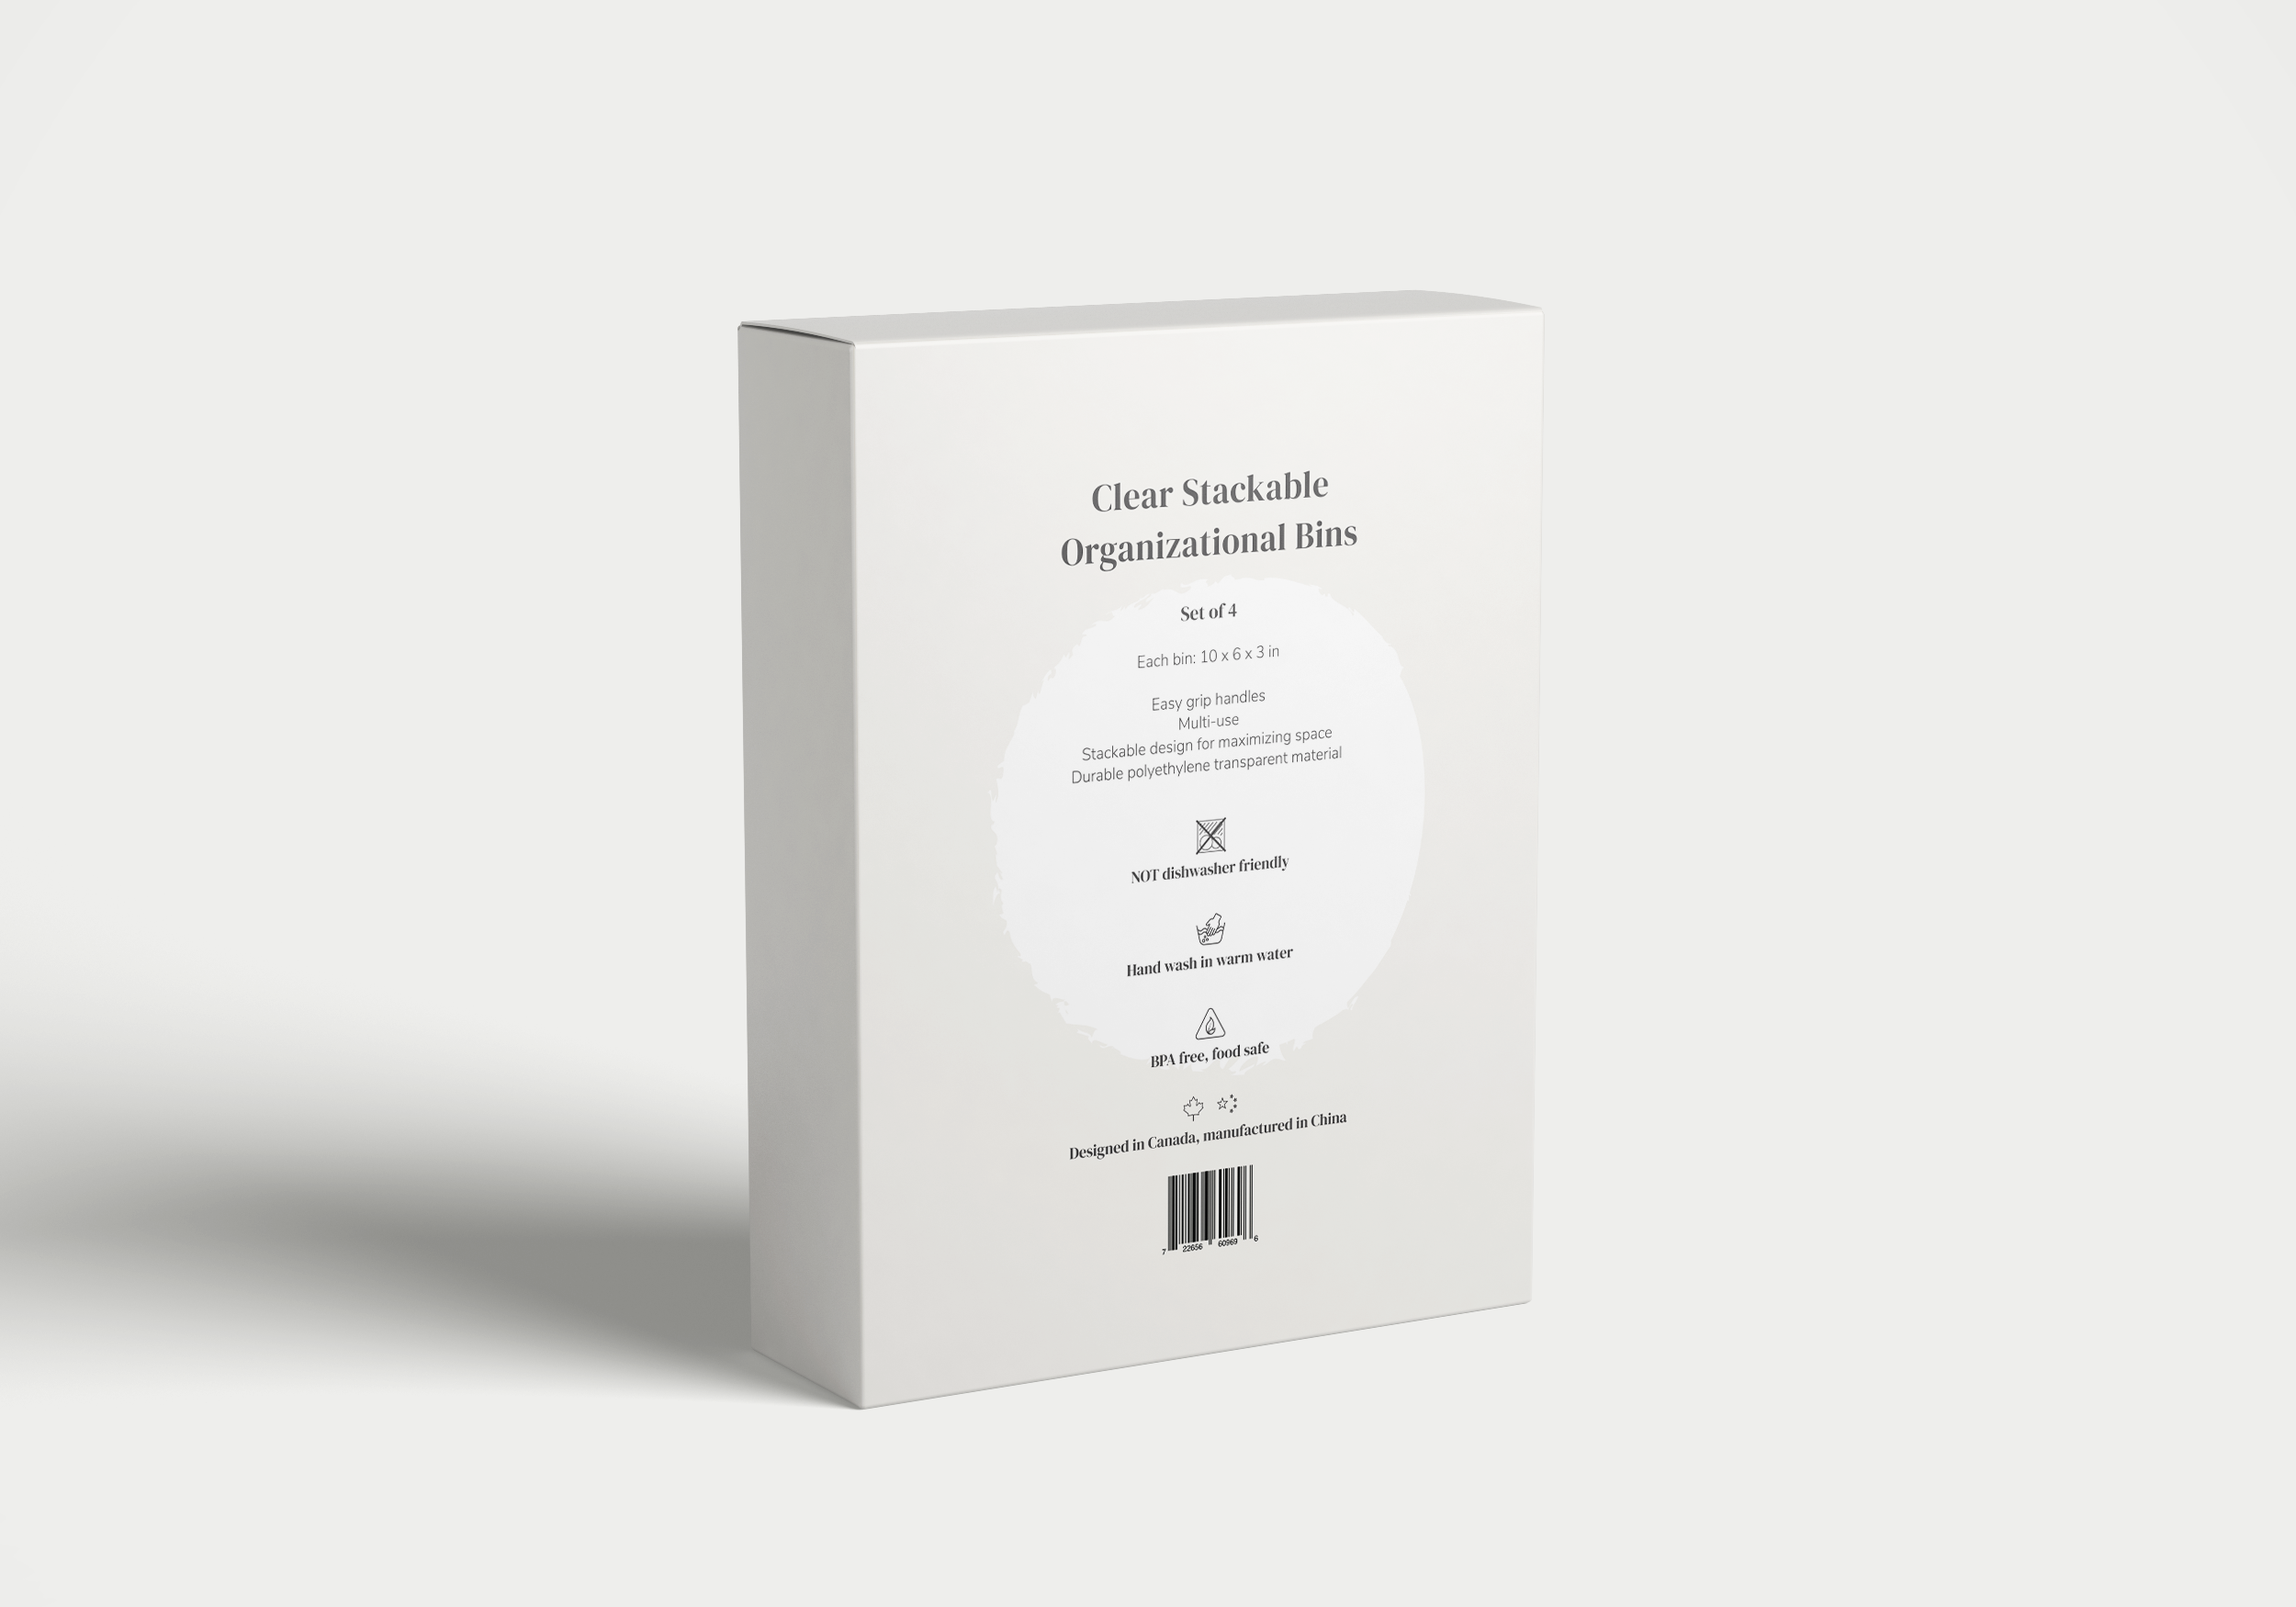 Clear Stackable
Organizational Bins
Set of 4
Each bin: 10 x 6 x 3 in
Easy grip handles
Multi-use
Stackable design for maximizing space
Durable polyethylene transparent material
NOT dishwasher friendly
Hand wash in warm water
BPA free, food safe
Designed in Canada, manufactured in China
7 22656 60969 6